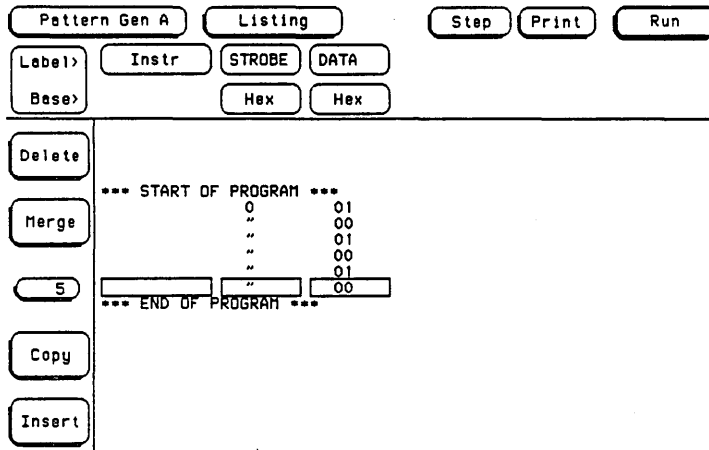 Pattern Gen A Listing Step Print Run
Label> Instr STROBE DATA
Base> Hex Hex
Delete
*** START OF PROGRAM ***
0 01
Merge " 00
" 01
" 00
" 01
5 " 00
*** END OF PROGRAM ***
Copy
Insert